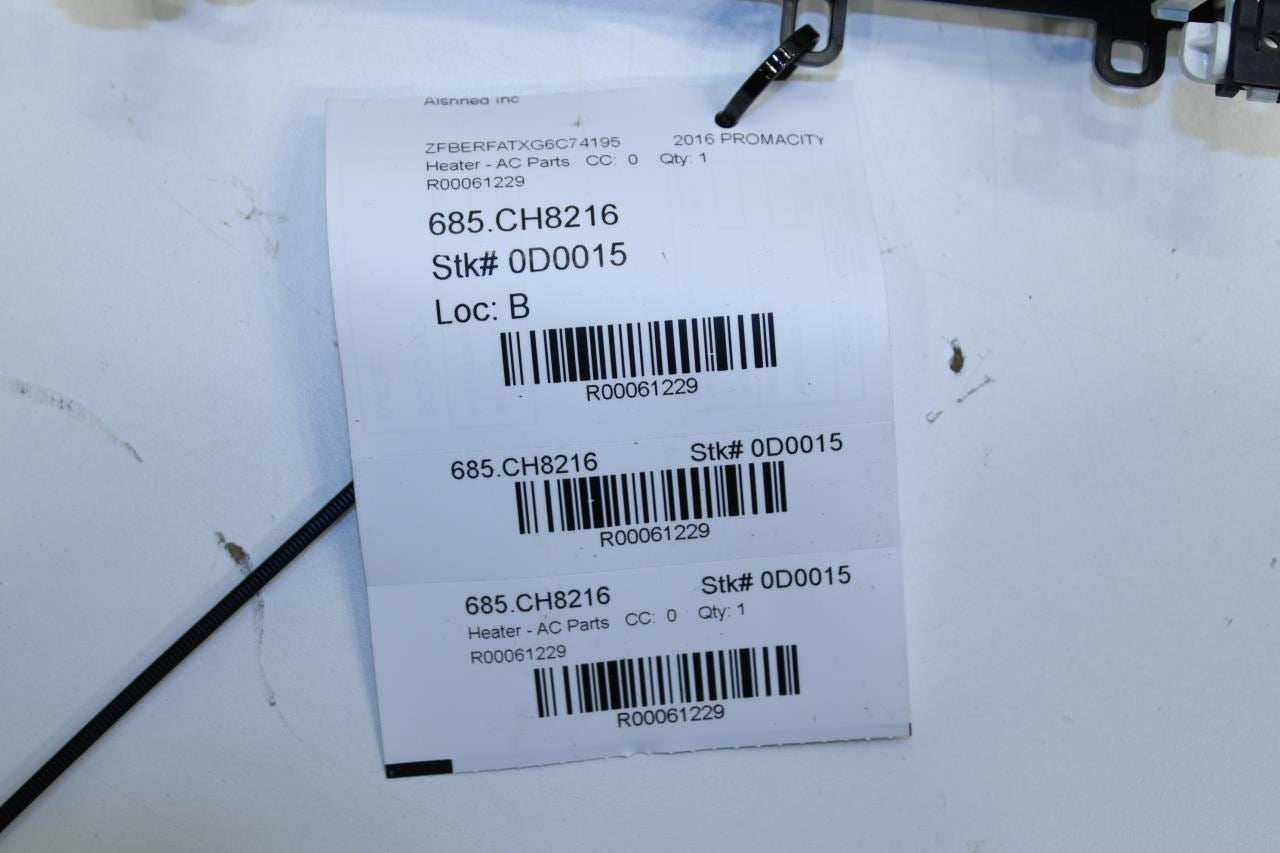 Alshned Inc
ZFBERFATXG6C74195 2016 PROMACITY
Heater - AC Parts CC: 0 Qty: 1
R00061229
685.CH8216
Stk# 0D0015
Loc: B
R00061229
685.CH8216 Stk# 0D0015
R00061229
685.CH8216 Stk# 0D0015
Heater - AC Parts CC: 0 Qty: 1
R00061229
R00061229